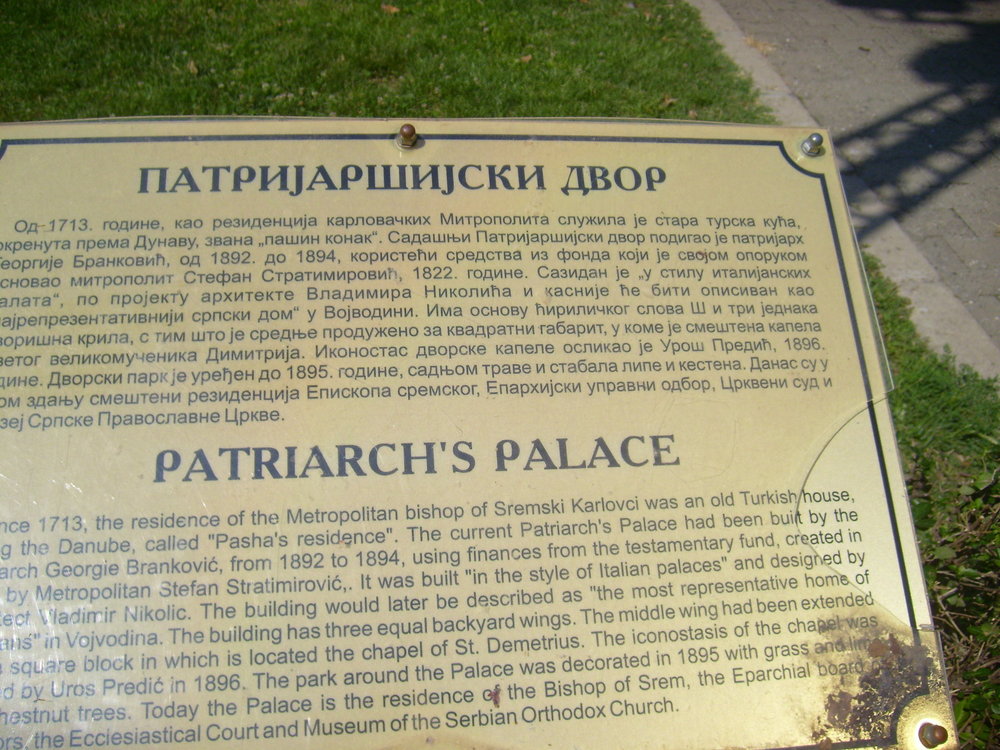 ПАТРИЈАРШИЈСКИ ДВОР
Од 1713. године, као резиденција карловачких Митрополита служила је стара турска кућа,
окренута према Дунаву, звана „пашин конак“. Садашњи Патријаршијски двор подигао је патријарх
Георгије Бранковић, од 1892. до 1894, користећи средства из фонда који је својом опоруком
основао митрополит Стефан Стратимировић, 1822. године. Сазидан је „у стилу италијанских
палата“, по пројекту архитекте Владимира Николића и касније ће бити описиван као
најрепрезентативнији српски дом“ у Војводини. Има основу ћириличког слова Ш и три једнака
дворишна крила, с тим што је средње продужено за квадратни габарит, у коме је смештена капела
светог великомученика Димитрија. Иконостас дворске капеле осликао је Урош Предић, 1896.
године. Дворски парк је уређен до 1895. године, садњом траве и стабала липе и кестена. Данас су у
ом здању смештени резиденција Епископа сремског, Епархијски управни одбор, Црквени суд и
зеј Српске Православне Цркве.
PATRIARCH'S PALACE
nce 1713, the residence of the Metropolitan bishop of Sremski Karlovci was an old Turkish house,
ng the Danube, called "Pasha's residence". The current Patriarch's Palace had been built by the
arch Georgie Branković, from 1892 to 1894, using finances from the testamentary fund, created in
by Metropolitan Stefan Stratimirović,. It was built "in the style of Italian palaces" and designed by
tect Vladimir Nikolic. The building would later be described as "the most representative home of
ans" in Vojvodina. The building has three equal backyard wings. The middle wing had been extended
a square block in which is located the chapel of St. Demetrius. The iconostasis of the chapel was
ed by Uros Predić in 1896. The park around the Palace was decorated in 1895 with grass and
hestnut trees. Today the Palace is the residence of the Bishop of Srem, the Eparchial board
ors, the Ecclesiastical Court and Museum of the Serbian Orthodox Church.